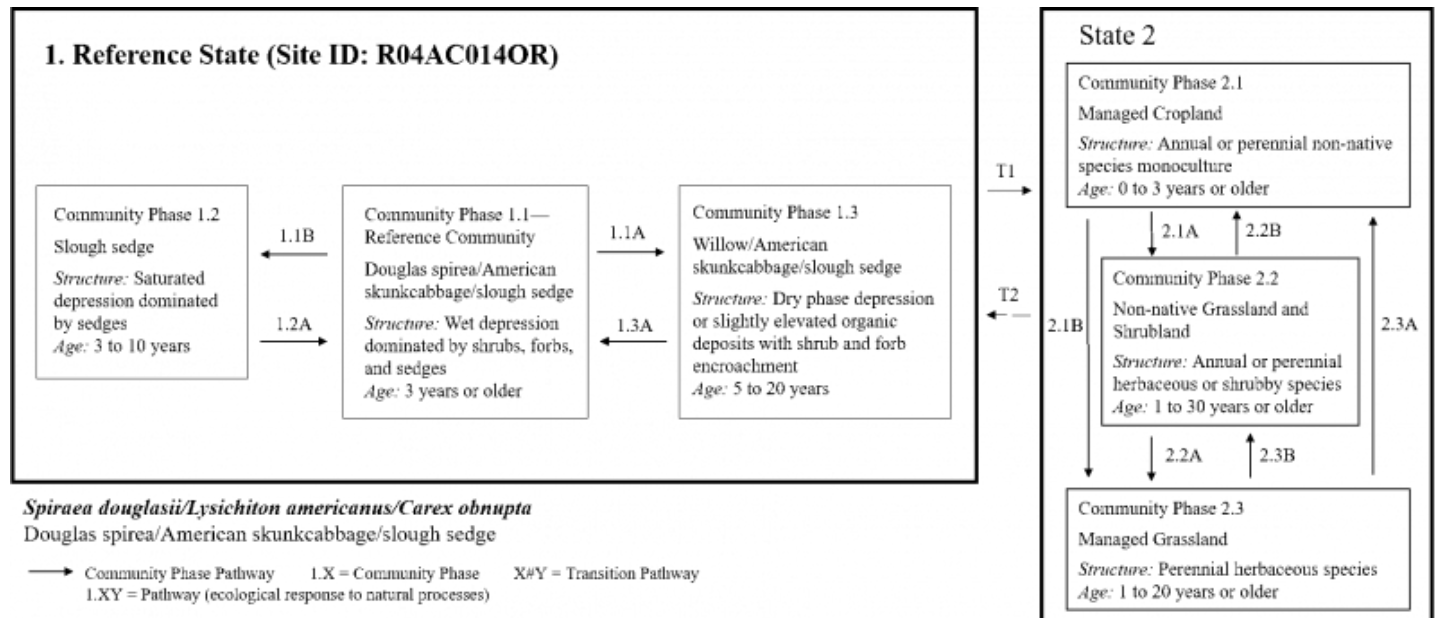 1. Reference State (Site ID: R04AC014OR)
Community Phase 1.2
Slough sedge
Structure: Saturated
depression dominated
by sedges
Age: 3 to 10 years
1.1B
1.2A
Community Phase 1.1—
Reference Community
Douglas spirea/American
skunkcabbage/slough sedge
Structure: Wet depression
dominated by shrubs, forbs,
and sedges
Age: 3 years or older
1.1A
1.3A
Community Phase 1.3
Willow/American
skunkcabbage/slough sedge
Structure: Dry phase depression
or slightly elevated organic
deposits with shrub and forb
encroachment
Age: 5 to 20 years
T1
T2
State 2
Community Phase 2.1
Managed Cropland
Structure: Annual or perennial non-native
species monoculture
Age: 0 to 3 years or older
2.1A
2.2B
2.1B
2.3A
Community Phase 2.2
Non-native Grassland and
Shrubland
Structure: Annual or perennial
herbaceous or shrubby species
Age: 1 to 30 years or older
2.2A
2.3B
Community Phase 2.3
Managed Grassland
Structure: Perennial herbaceous species
Age: 1 to 20 years or older
Spiraea douglasii/Lysichiton americanus/Carex obnupta
Douglas spirea/American skunkcabbage/slough sedge
Community Phase Pathway 1.X = Community Phase X#Y = Transition Pathway
1.XY = Pathway (ecological response to natural processes)